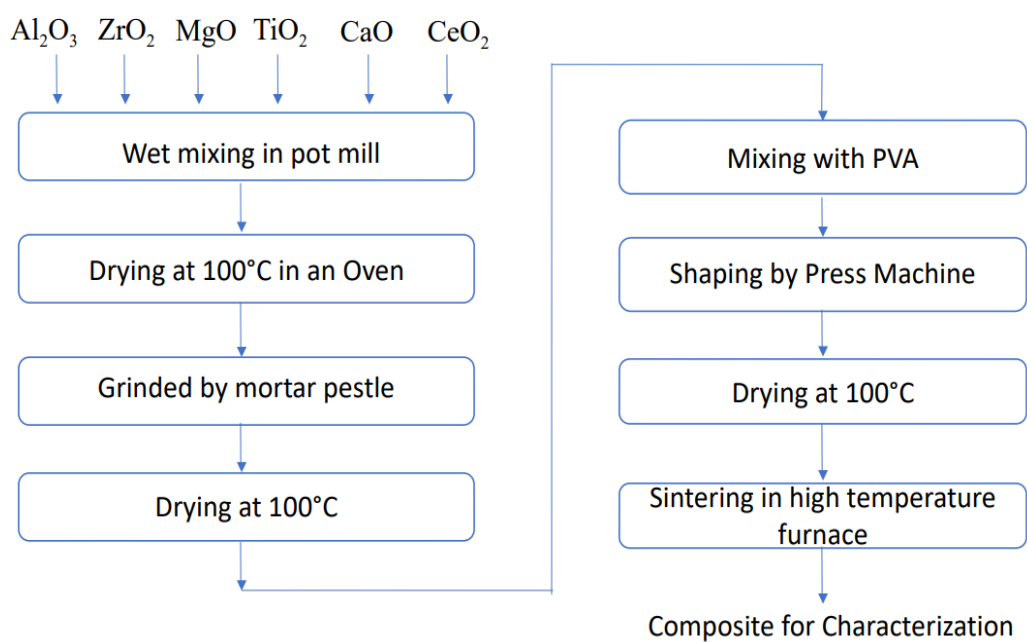 Al₂O₃ ZrO₂ MgO TiO₂ CaO CeO₂
Wet mixing in pot mill
Drying at 100°C in an Oven
Grinded by mortar pestle
Drying at 100°C
Mixing with PVA
Shaping by Press Machine
Drying at 100°C
Sintering in high temperature
furnace
Composite for Characterization